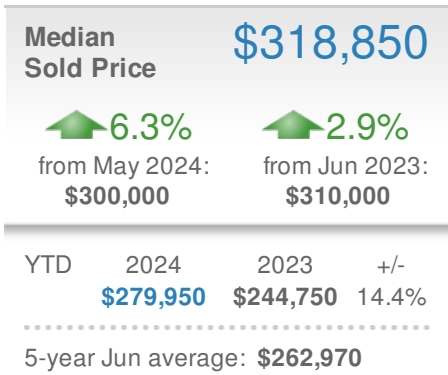 Median $318,850
Sold Price
6.3% 2.9%
from May 2024: from Jun 2023:
$300,000 $310,000
YTD 2024 2023 +/-
$279,950 $244,750 14.4%
5-year Jun average: $262,970